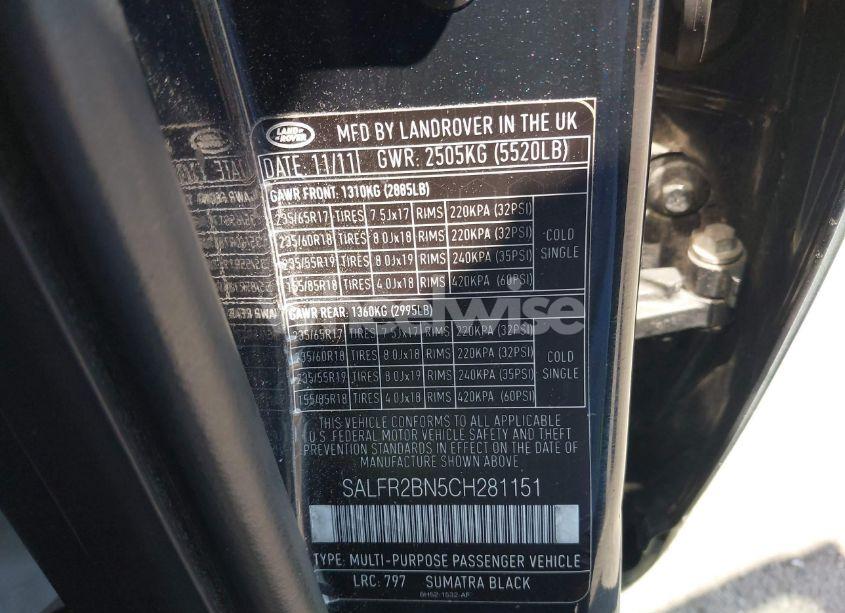 LAND ROVER
MFD BY LANDROVER IN THE UK
DATE: 11/11 GWR: 2505KG (5520LB)
GAWR FRONT: 1310KG (2885LB)
235/65R17 TIRES 7.5Jx17 RIMS 220KPA (32PSI)
235/60R18 TIRES 8.0Jx18 RIMS 220KPA (32PSI)
235/55R19 TIRES 8.0Jx19 RIMS 240KPA (35PSI)
155/85R18 TIRES 4.0Jx18 RIMS 420KPA (60PSI)
COLD
SINGLE
GAWR REAR: 1360KG (2995LB)
235/65R17 TIRES 7.5Jx17 RIMS 220KPA (32PSI)
235/60R18 TIRES 8.0Jx18 RIMS 220KPA (32PSI)
235/55R19 TIRES 8.0Jx19 RIMS 240KPA (35PSI)
155/85R18 TIRES 4.0Jx18 RIMS 420KPA (60PSI)
COLD
SINGLE
THIS VEHICLE CONFORMS TO ALL APPLICABLE
U.S. FEDERAL MOTOR VEHICLE SAFETY AND THEFT
PREVENTION STANDARDS IN EFFECT ON THE DATE OF
MANUFACTURE SHOWN ABOVE
SALFR2BN5CH281151
TYPE: MULTI-PURPOSE PASSENGER VEHICLE
LRC: 797 SUMATRA BLACK
6H52-1532-AF